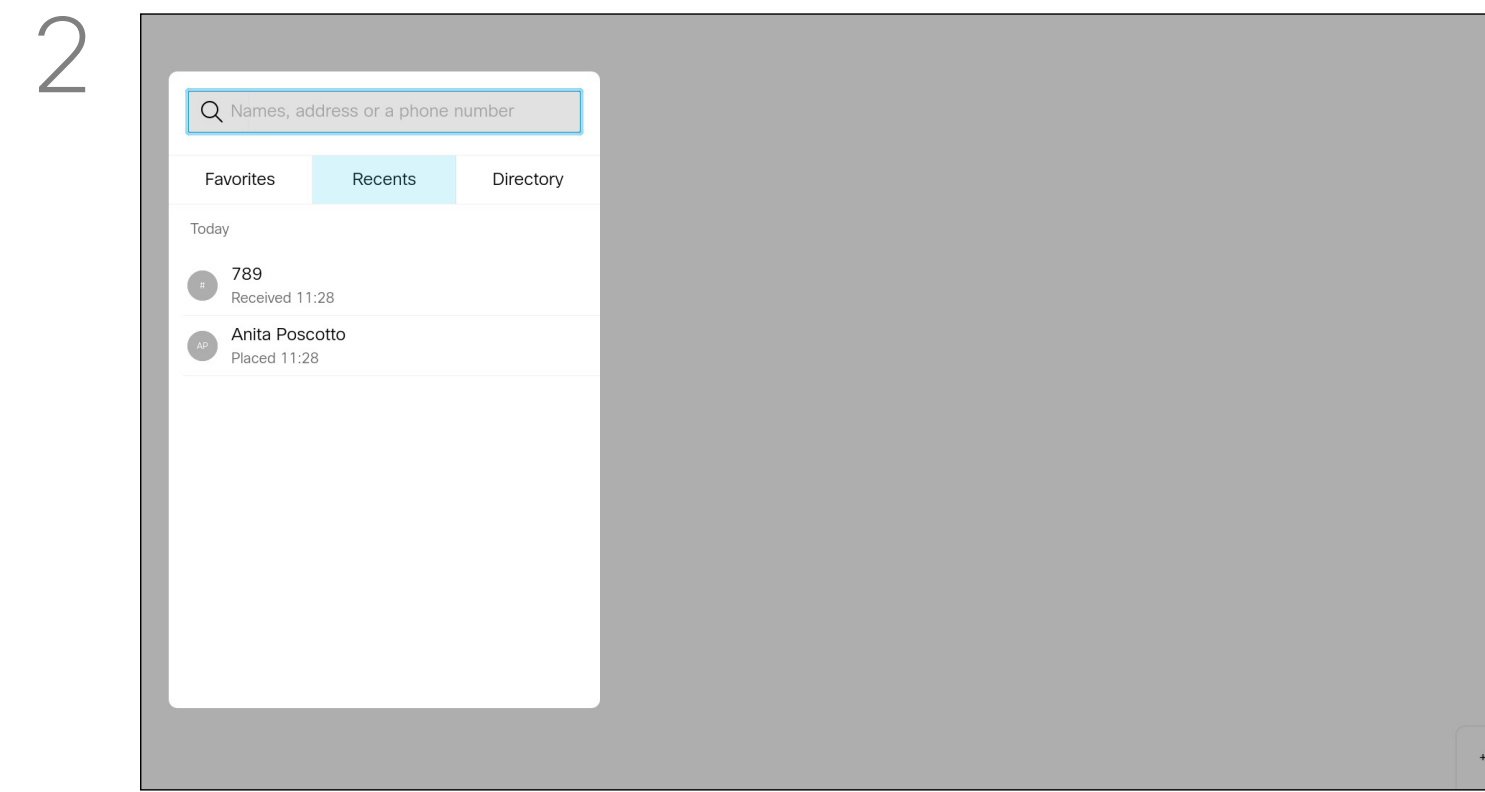 2
Names, address or a phone number
Favorites Recents Directory
Today
#
789
Received 11:28
AP
Anita Poscotto
Placed 11:28
+